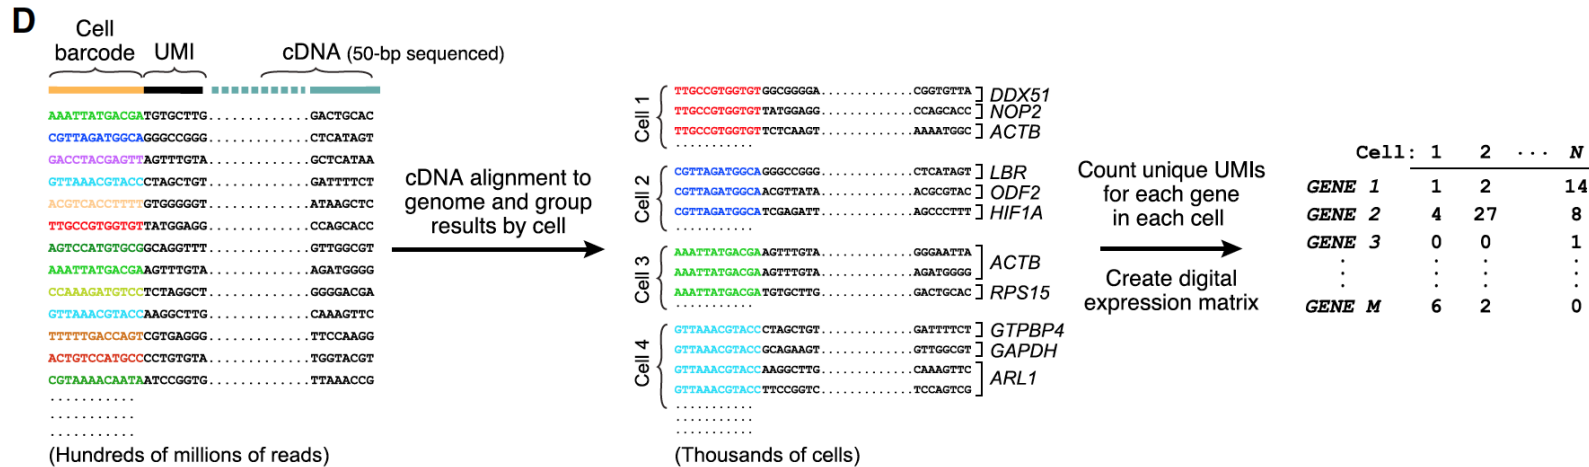 D
Cell
barcode
UMI
cDNA (50-bp sequenced)
AAATTATGACGATGTGCTTG............GACTGCAC
CGTTAGATGGCAGGGCCGGG............CTCATAGT
GACCTACGAGTTAGTTTGTA............GCTCATAA
GTTAAACGTACCCTAGCTGT............GATTTTCT
ACGTCACCTTTTGTGGGGGT............ATAAGCTC
TTGCCGTGGTGTTATGGAGG............CCAGCACC
AGTCCATGTGCGGCAGGTTT............GTTGGCGT
AAATTATGACGAAGTTTGTA............AGATGGGG
CCAAAGATGTCCTCTAGGCT............GGGGACGA
GTTAAACGTACCAAGGCTTG............CAAAGTTC
TTTTTGACCAGTCGTGAGGG............TTCCAAGG
ACTGTCCATGCCCCTGTGTA............TGGTACGT
CGTAAAACAATAATCCGGTG............TTAAACCG
...........
...........
...........
(Hundreds of millions of reads)
cDNA alignment to
genome and group
results by cell
Cell 1
TTGCCGTGGTGTGGCGGGGA............CGGTGTTA DDX51
TTGCCGTGGTGTTATGGAGG............CCAGCACC NOP2
TTGCCGTGGTGTTCTCAAGT............AAAATGGC ACTB
...........
Cell 2
CGTTAGATGGCAGGGCCGGG............CTCATAGT LBR
CGTTAGATGGCAACGTTATA............ACGCGTAC ODF2
CGTTAGATGGCATCGAGATT............AGCCCTTT HIF1A
...........
Cell 3
AAATTATGACGAAGTTTGTA............GGGAATTA
ACTB
AAATTATGACGAAGTTTGTA............AGATGGGG
AAATTATGACGATGTGCTTG............GACTGCAC RPS15
...........
Cell 4
GTTAAACGTACCCTAGCTGT............GATTTTCT GTPBP4
GTTAAACGTACCGCAGAAGT............GTTGGCGT GAPDH
GTTAAACGTACCAAGGCTTG............CAAAGTTC
ARL1
GTTAAACGTACCTTCCGGTC............TCCAGTCG
...........
...........
...........
(Thousands of cells)
Count unique UMIs
for each gene
in each cell
Create digital
expression matrix
Cell: 1 2 ... N
GENE 1 1 2 14
GENE 2 4 27 8
GENE 3 0 0 1
. . . .
. . . .
GENE M 6 2 0